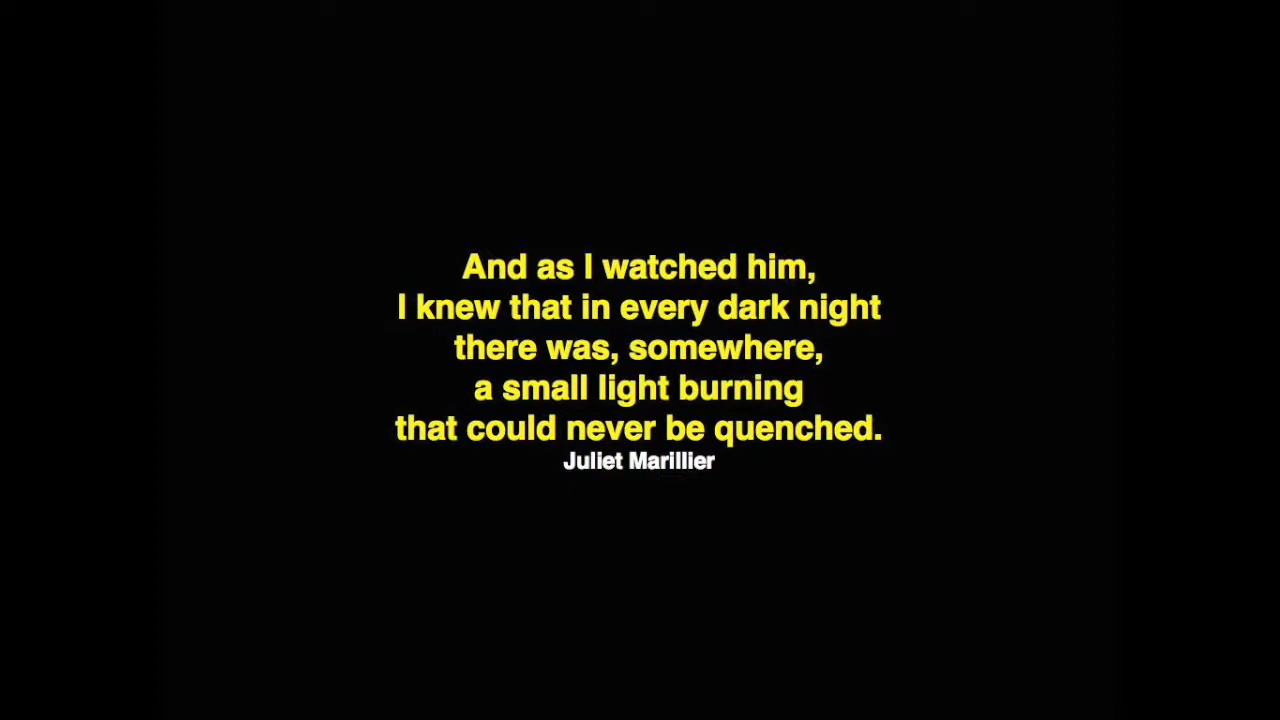 And as I watched him,
I knew that in every dark night
there was, somewhere,
a small light burning
that could never be quenched.
Juliet Marillier